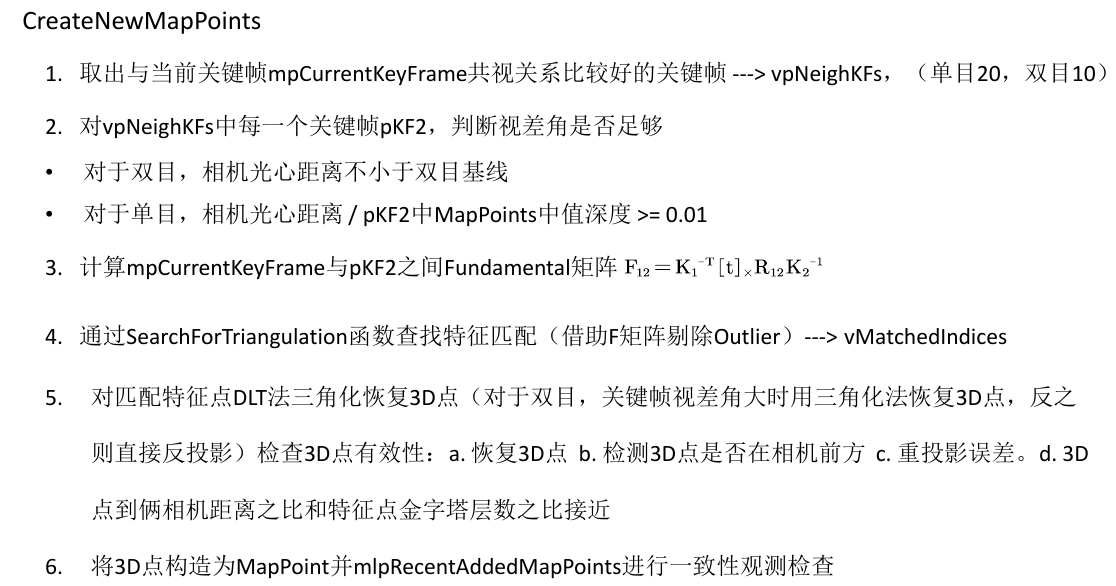 CreateNewMapPoints
1. 取出与当前关键帧mpCurrentKeyFrame共视关系比较好的关键帧 ---> vpNeighKFs，（单目20，双目10）
2. 对vpNeighKFs中每一个关键帧pKF2，判断视差角是否足够
• 对于双目，相机光心距离不小于双目基线
• 对于单目，相机光心距离 / pKF2中MapPoints中值深度 >= 0.01
3. 计算mpCurrentKeyFrame与pKF2之间Fundamental矩阵 F₁₂=K₁⁻ᵀ[t]ₓR₁₂K₂⁻¹
4. 通过SearchForTriangulation函数查找特征匹配（借助F矩阵剔除Outlier）---> vMatchedIndices
5. 对匹配特征点DLT法三角化恢复3D点（对于双目，关键帧视差角大时用三角化法恢复3D点，反之
则直接反投影）检查3D点有效性：a. 恢复3D点 b. 检测3D点是否在相机前方 c. 重投影误差。d. 3D
点到俩相机距离之比和特征点金字塔层数之比接近
6. 将3D点构造为MapPoint并mlpRecentAddedMapPoints进行一致性观测检查